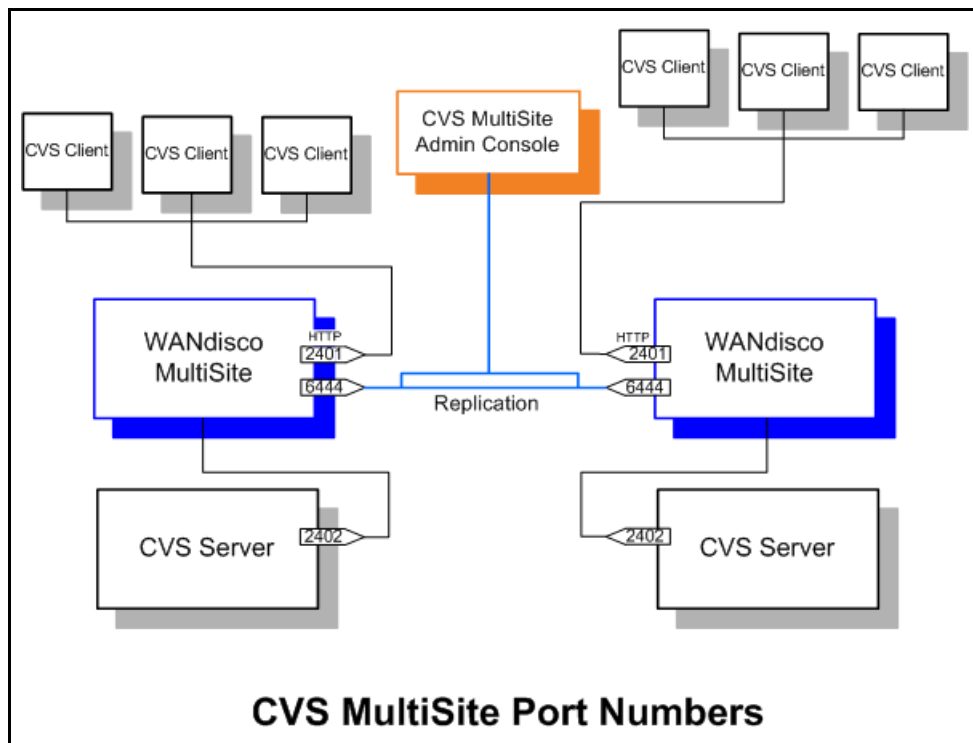 CVS Client
CVS Client
CVS Client
CVS MultiSite
Admin Console
CVS Client
CVS Client
CVS Client
WANdisco
MultiSite
HTTP
2401
6444
Replication
HTTP
2401
6444
WANdisco
MultiSite
CVS Server
2402
2402
CVS Server
CVS MultiSite Port Numbers